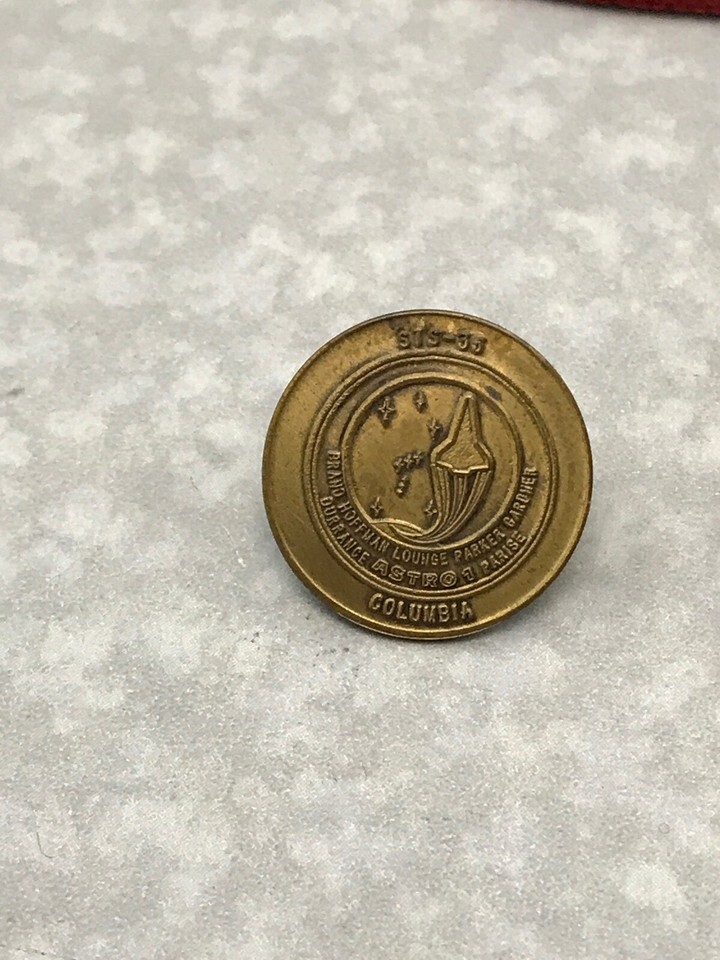 STS-35
BRAND HOFFMAN LOUNGE PARKER GARDNER
DURRANCE ASTRO 1 PARISE
COLUMBIA